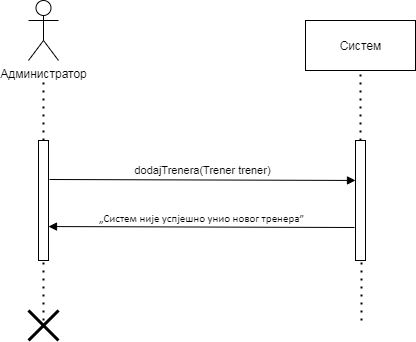 Администратор
Систем
dodajTrenera(Trener trener)
„Систем није успјешно унио новог тренера“